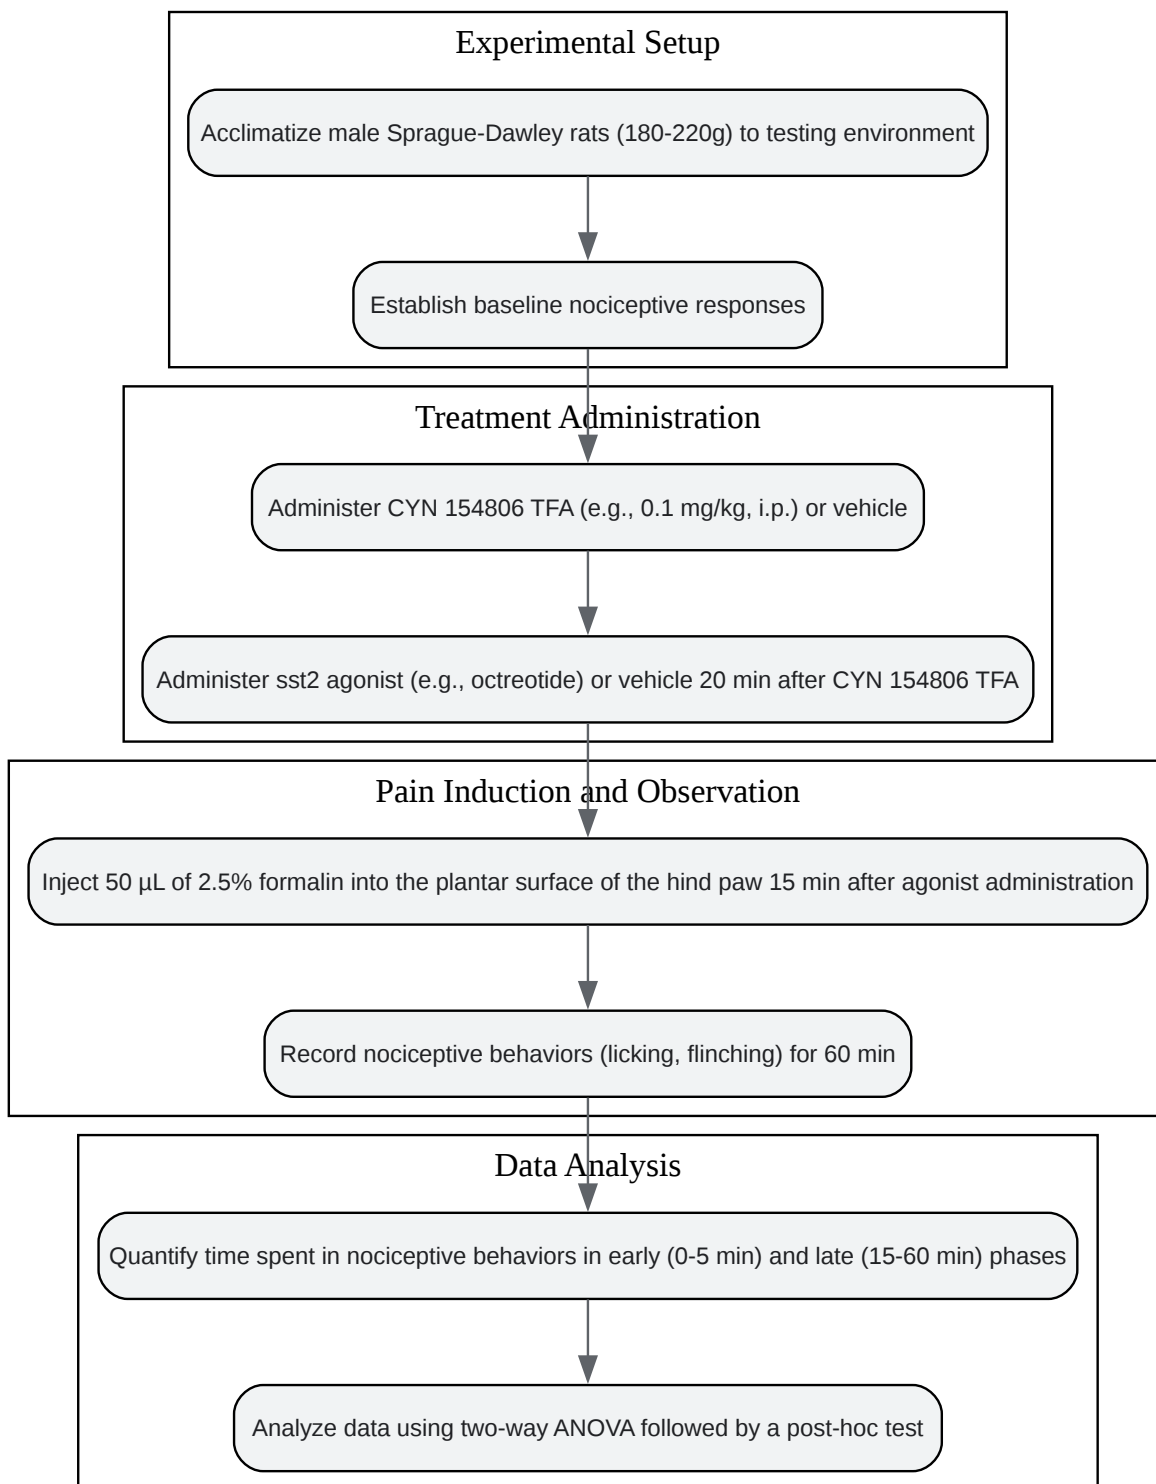 Experimental Setup
Acclimatize male Sprague-Dawley rats (180-220g) to testing environment
Establish baseline nociceptive responses
Treatment Administration
Administer CYN 154806 TFA (e.g., 0.1 mg/kg, i.p.) or vehicle
Administer sst2 agonist (e.g., octreotide) or vehicle 20 min after CYN 154806 TFA
Pain Induction and Observation
Inject 50 µL of 2.5% formalin into the plantar surface of the hind paw 15 min after agonist administration
Record nociceptive behaviors (licking, flinching) for 60 min
Data Analysis
Quantify time spent in nociceptive behaviors in early (0-5 min) and late (15-60 min) phases
Analyze data using two-way ANOVA followed by a post-hoc test